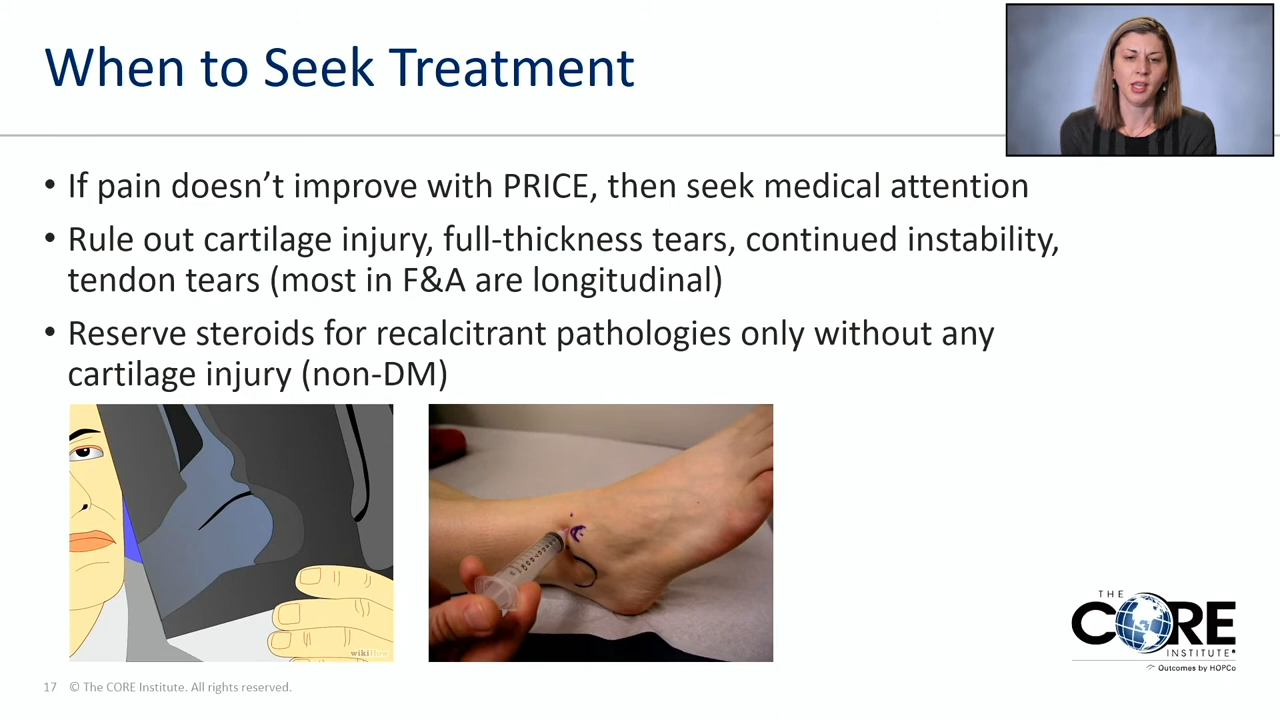 When to Seek Treatment
• If pain doesn’t improve with PRICE, then seek medical attention
• Rule out cartilage injury, full-thickness tears, continued instability,
tendon tears (most in F&A are longitudinal)
• Reserve steroids for recalcitrant pathologies only without any
cartilage injury (non-DM)
wikiHow
THE
CORE
INSTITUTE
Outcomes by HOPCo
17 © The CORE Institute. All rights reserved.